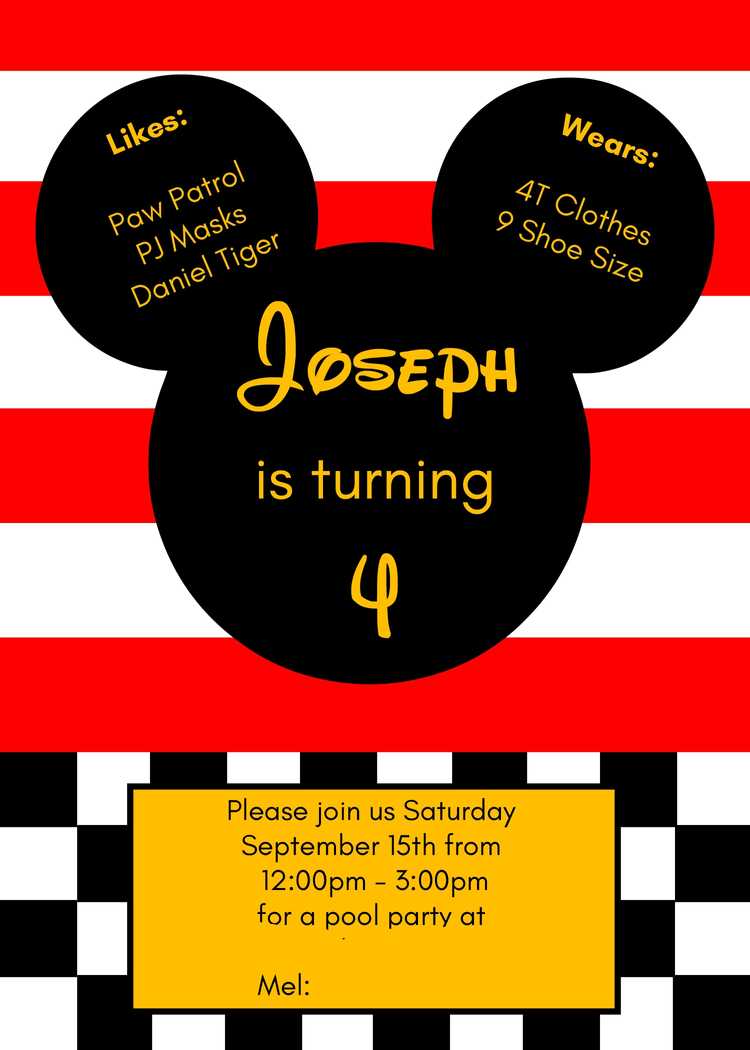 Likes:
Paw Patrol
PJ Masks
Daniel Tiger
Wears:
4T Clothes
9 Shoe Size
Joseph
is turning
4
Please join us Saturday
September 15th from
12:00pm - 3:00pm
for a pool party at
Mel: